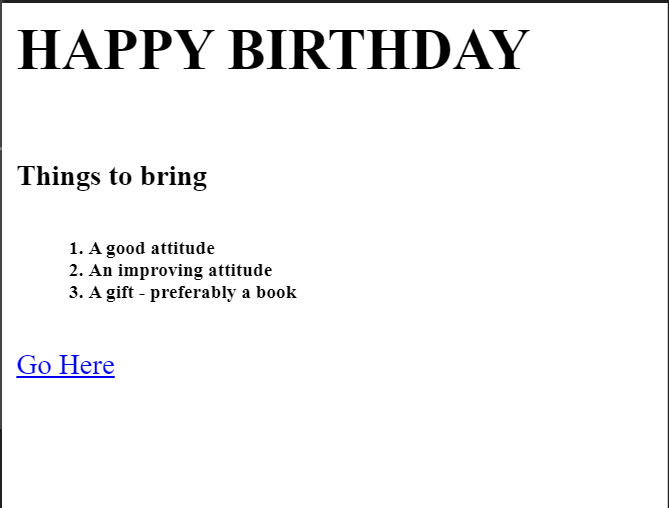 HAPPY BIRTHDAY
Things to bring
1. A good attitude
2. An improving attitude
3. A gift - preferably a book
Go Here